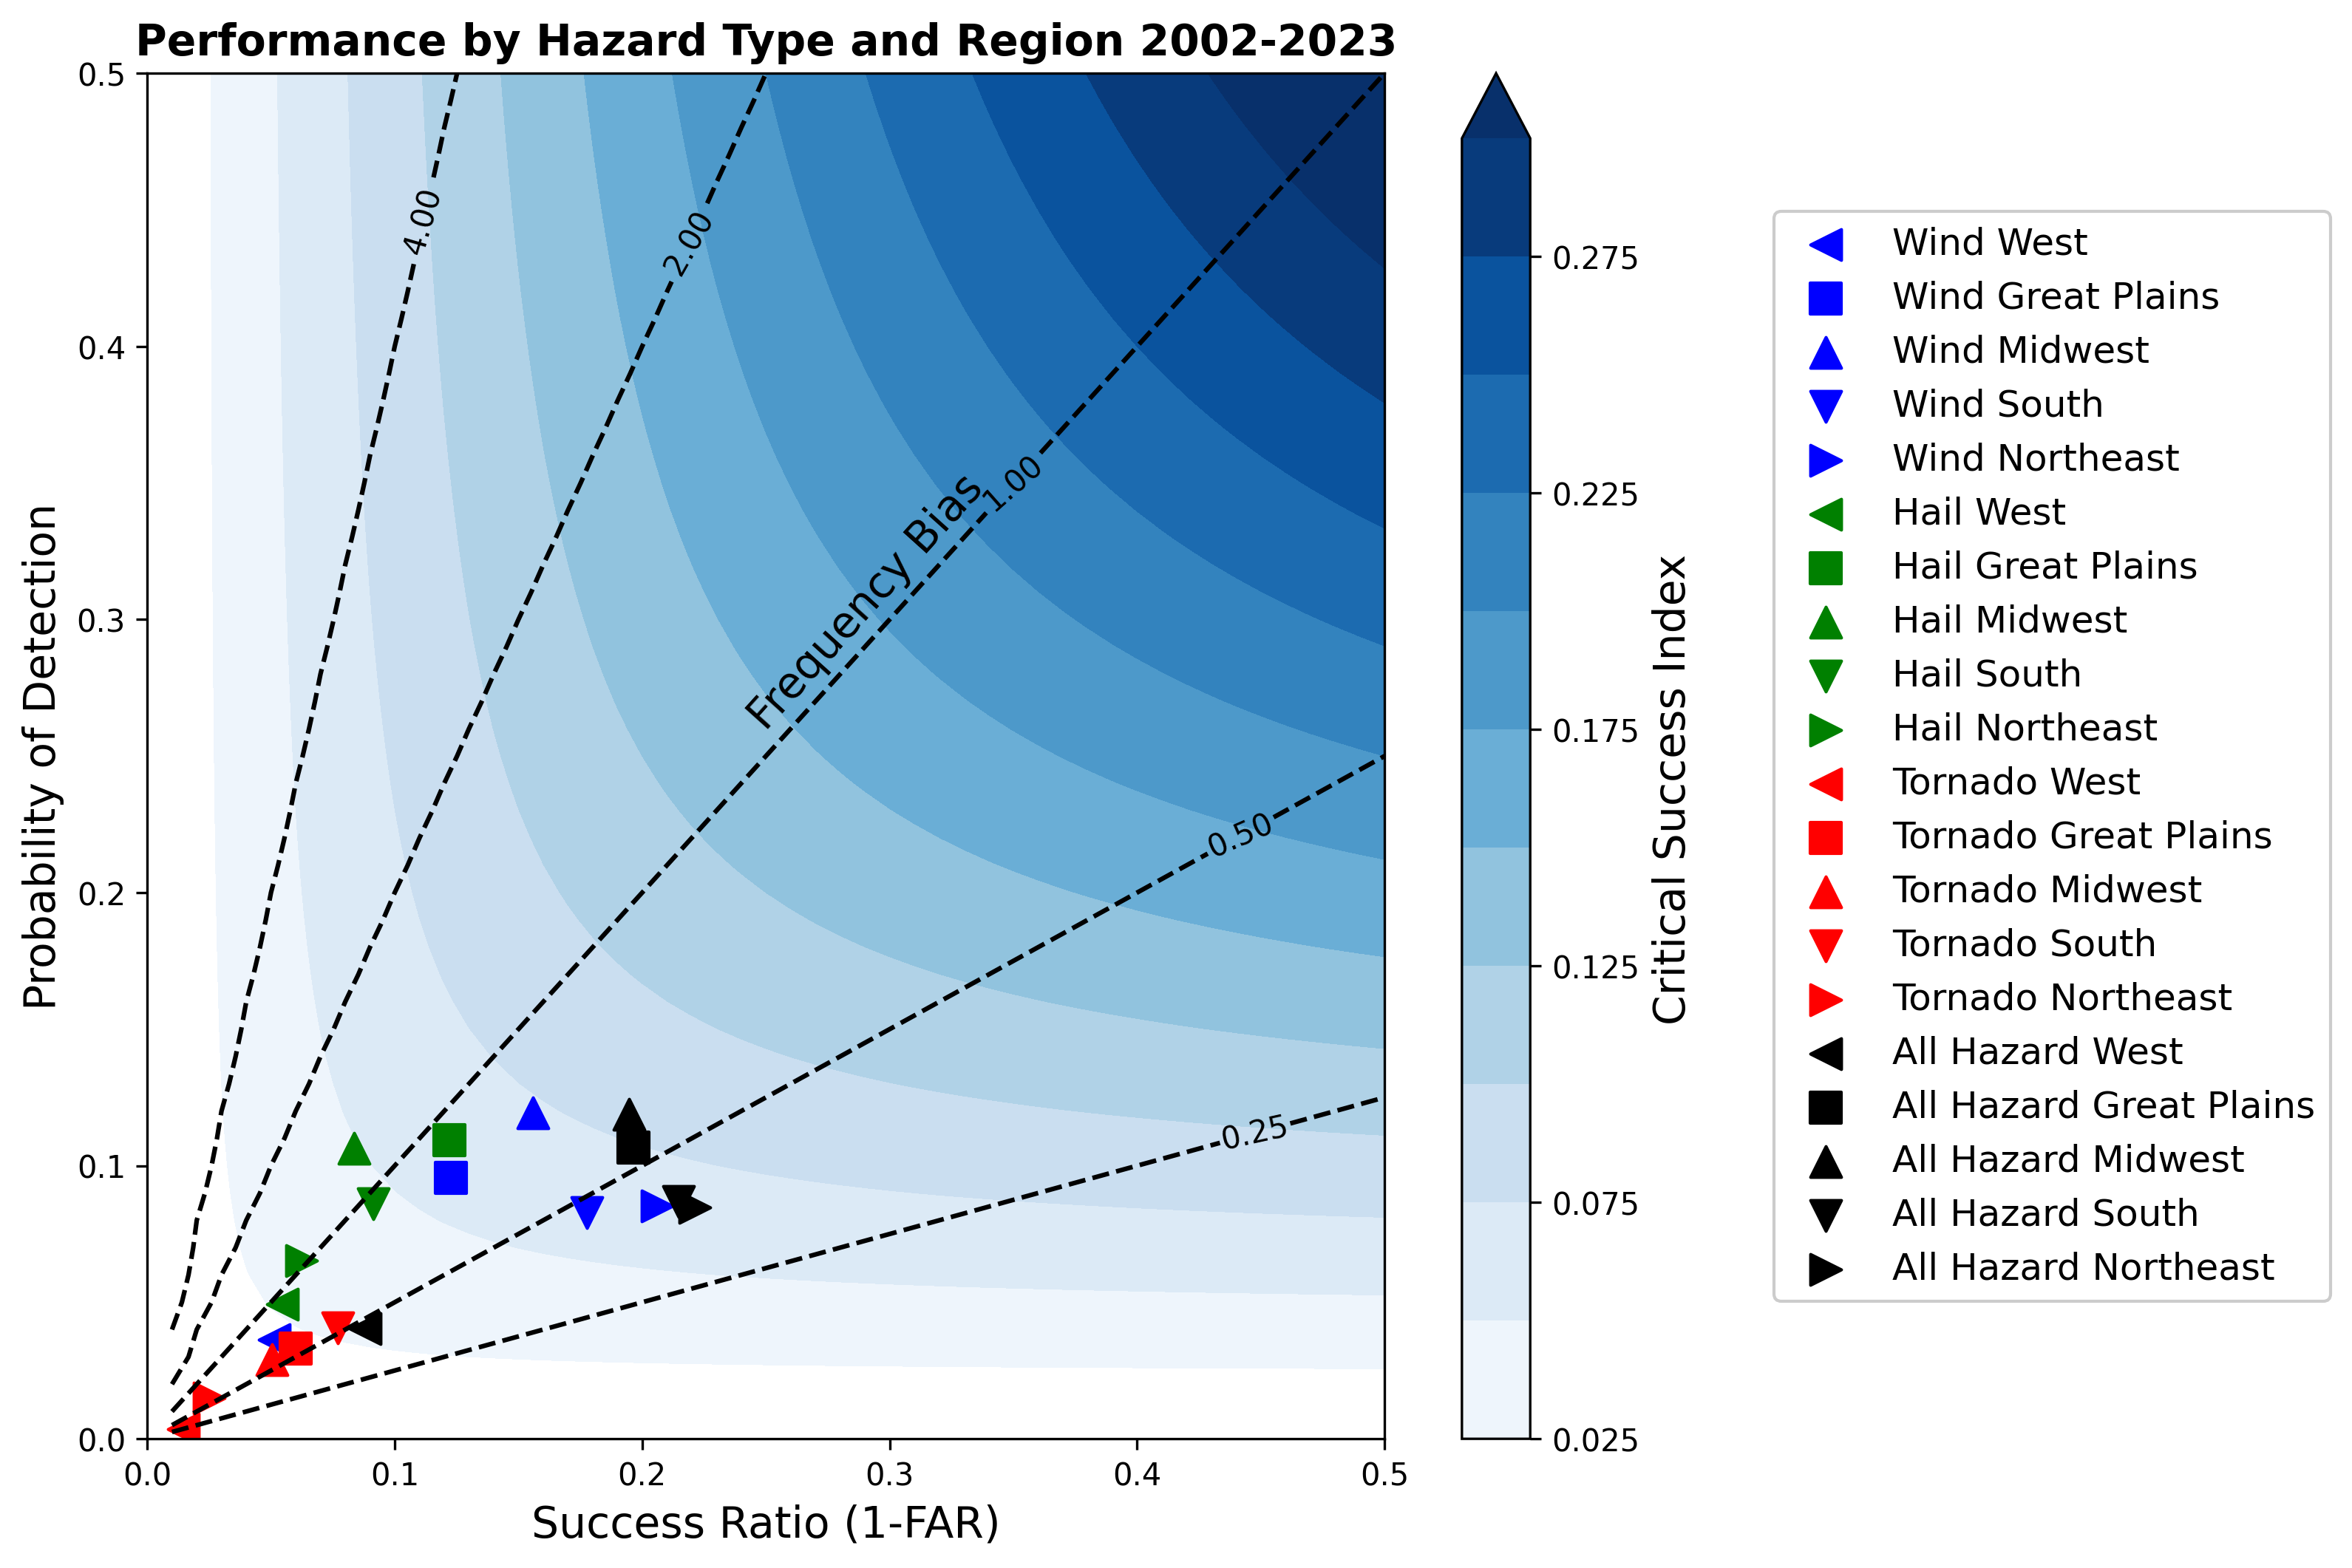 Performance by Hazard Type and Region 2002-2023
0.5
0.4
0.3
0.2
0.1
0.0
Probability of Detection
0.0 0.1 0.2 0.3 0.4 0.5
Success Ratio (1-FAR)
4.00
2.00
1.00
Frequency Bias
0.50
0.25
0.275
0.225
0.175
0.125
0.075
0.025
Critical Success Index
Wind West
Wind Great Plains
Wind Midwest
Wind South
Wind Northeast
Hail West
Hail Great Plains
Hail Midwest
Hail South
Hail Northeast
Tornado West
Tornado Great Plains
Tornado Midwest
Tornado South
Tornado Northeast
All Hazard West
All Hazard Great Plains
All Hazard Midwest
All Hazard South
All Hazard Northeast